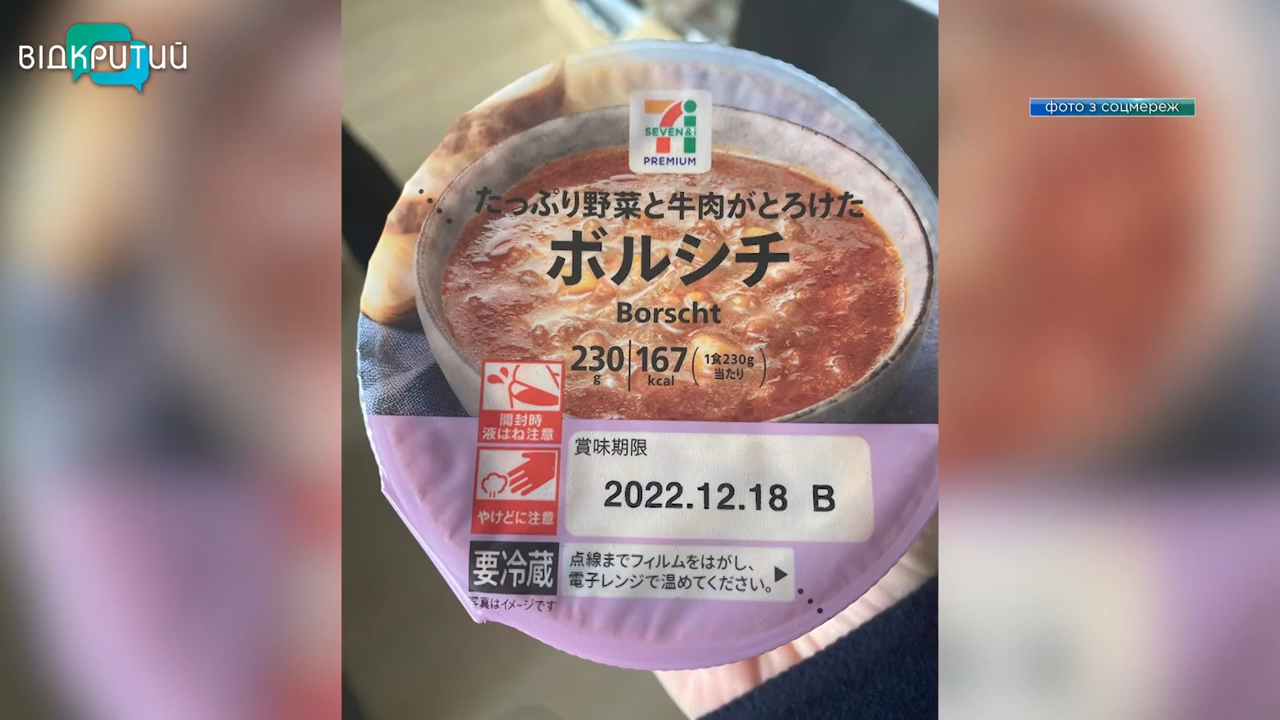 ВІДКРИТИЙ
фото з соцмереж
7i
SEVEN&i
PREMIUM
たっぷり野菜と牛肉がとろけた
ボルシチ
Borscht
230g 167kcal (1食230g当たり)
開封時
液はね注意
賞味期限
2022.12.18 B
やけどに注意
要冷蔵
点線までフィルムをはがし、
電子レンジで温めてください。
写真はイメージです